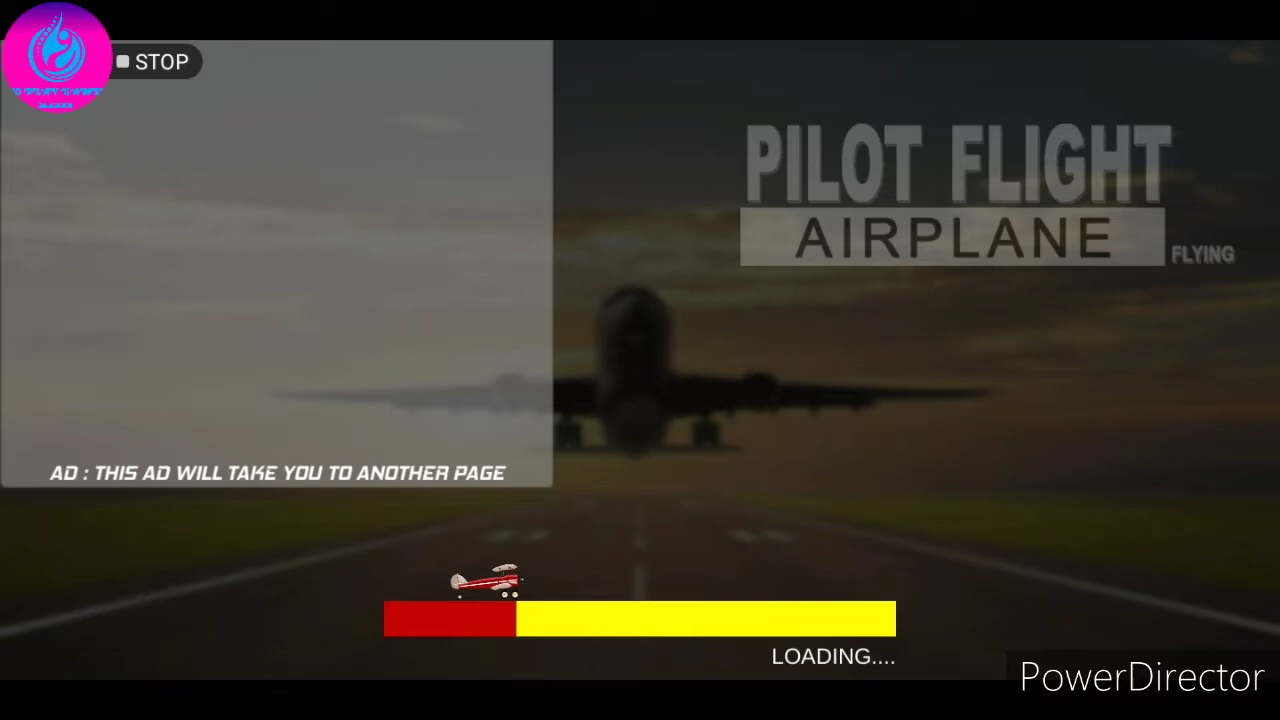 STOP
PILOT FLIGHT
AIRPLANE
FLYING
AD : THIS AD WILL TAKE YOU TO ANOTHER PAGE
LOADING....
PowerDirector